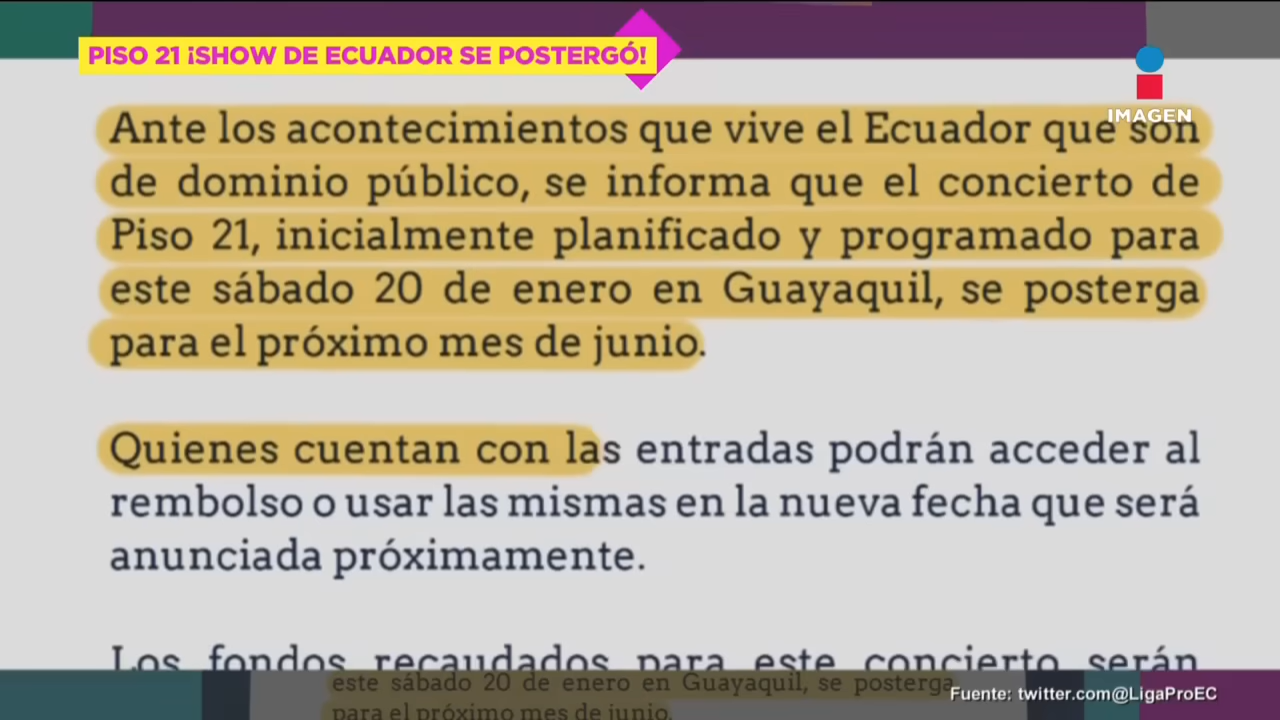 PISO 21 ¡SHOW DE ECUADOR SE POSTERGÓ!
IMAGEN
Ante los acontecimientos que vive el Ecuador que son
de dominio público, se informa que el concierto de
Piso 21, inicialmente planificado y programado para
este sábado 20 de enero en Guayaquil, se posterga
para el próximo mes de junio.
Quienes cuentan con las entradas podrán acceder al
rembolso o usar las mismas en la nueva fecha que será
anunciada próximamente.
Los fondos recaudados para este concierto serán
este sábado 20 de enero en Guayaquil, se posterga
para el próximo mes de junio.
Fuente: twitter.com@LigaProEC